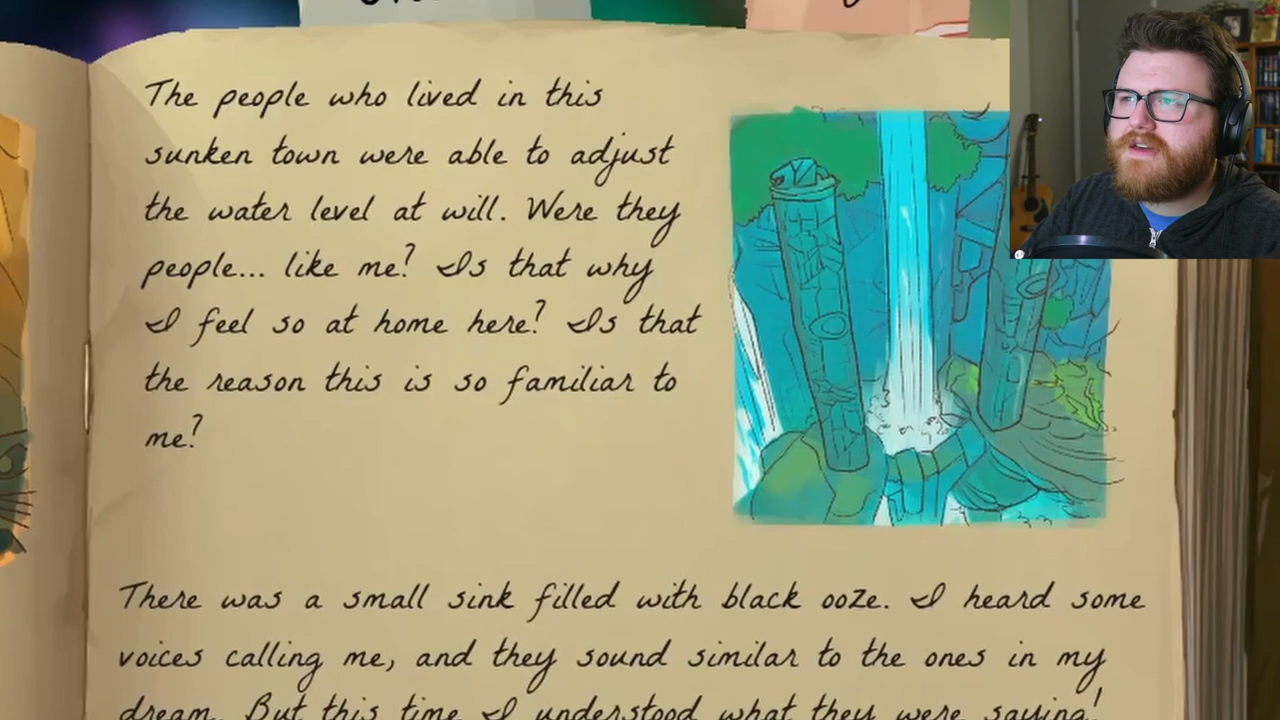 The people who lived in this
sunken town were able to adjust
the water level at will. Were they
people... like me? Is that why
I feel so at home here? Is that
the reason this is so familiar to
me?
There was a small sink filled with black ooze. I heard some
voices calling me, and they sound similar to the ones in my
dream. But this time I understood what they were saying!